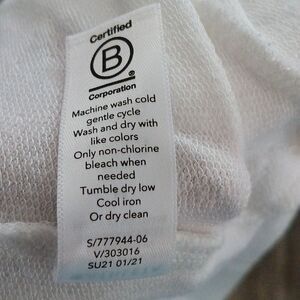 Certified
B
®
Corporation
Machine wash cold
gentle cycle
Wash and dry with
like colors
Only non-chlorine
bleach when
needed
Tumble dry low
Cool iron
Or dry clean
S/777944-06
V/303016
SU21 01/21